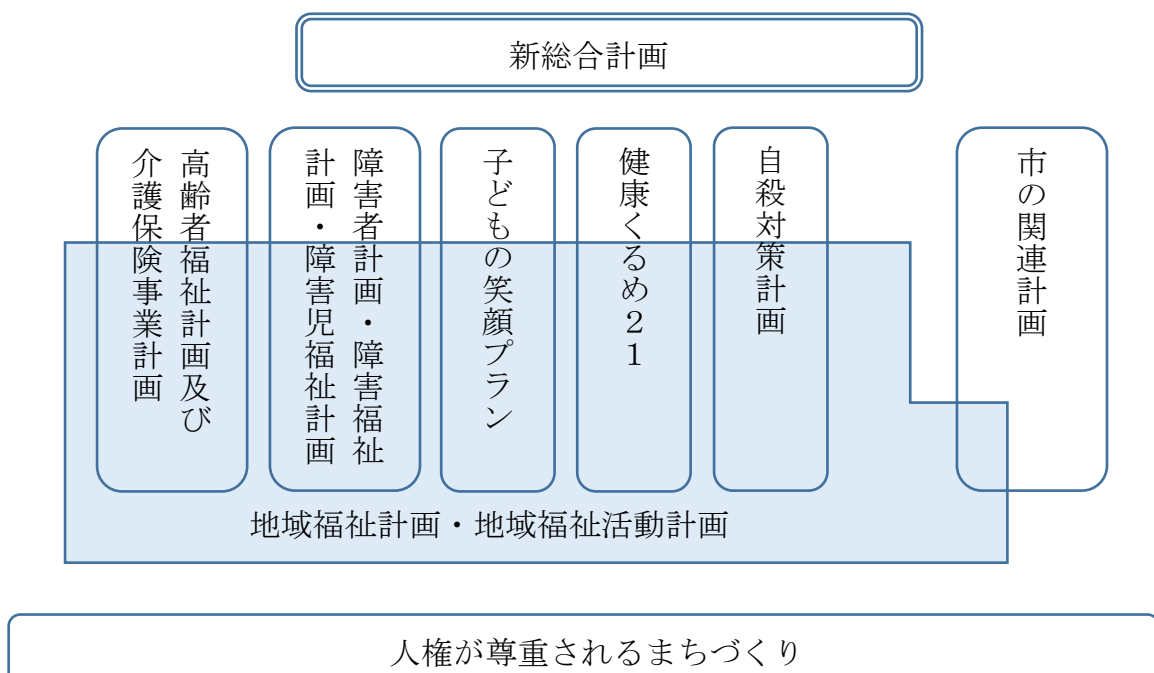 新総合計画
高齢者福祉計画及び
介護保険事業計画
障害者計画・障害福祉
計画・障害児福祉計画
子どもの笑顔プラン
健康くるめ２１
自殺対策計画
市の関連計画
地域福祉計画・地域福祉活動計画
人権が尊重されるまちづくり